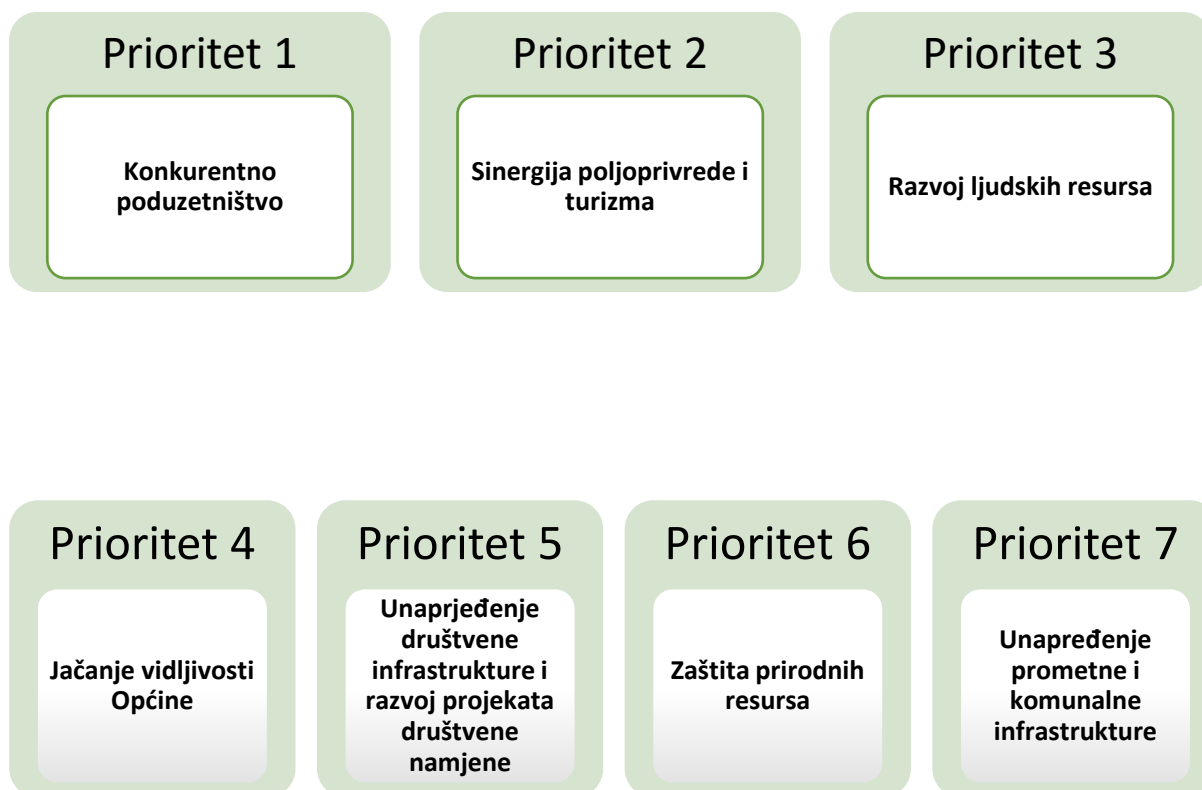 Prioritet 1
Konkurentno
poduzetništvo
Prioritet 2
Sinergija poljoprivrede i
turizma
Prioritet 3
Razvoj ljudskih resursa
Prioritet 4
Jačanje vidljivosti
Općine
Prioritet 5
Unaprjeđenje
društvene
infrastrukture i
razvoj projekata
društvene
namjene
Prioritet 6
Zaštita prirodnih
resursa
Prioritet 7
Unapređenje
prometne i
komunalne
infrastrukture